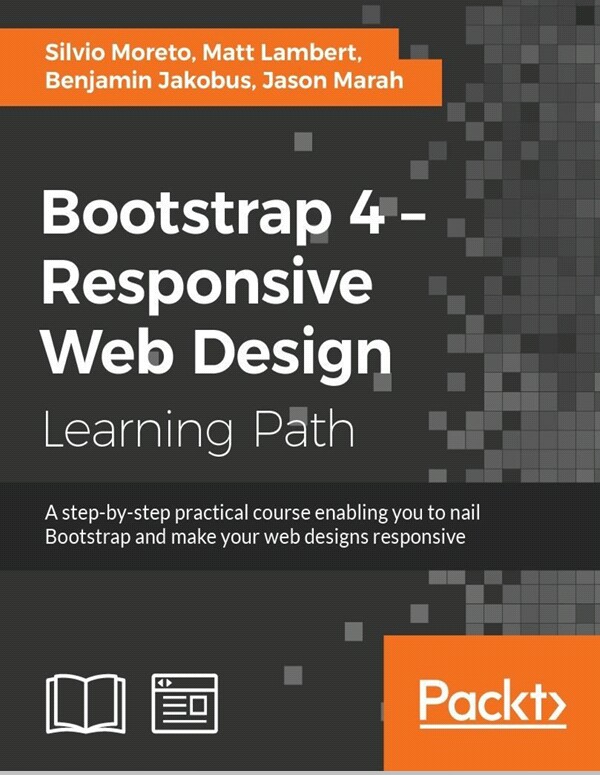 Silvio Moreto, Matt Lambert,
Benjamin Jakobus, Jason Marah
Bootstrap 4 –
Responsive
Web Design
Learning Path
A step-by-step practical course enabling you to nail
Bootstrap and make your web designs responsive
Packt>